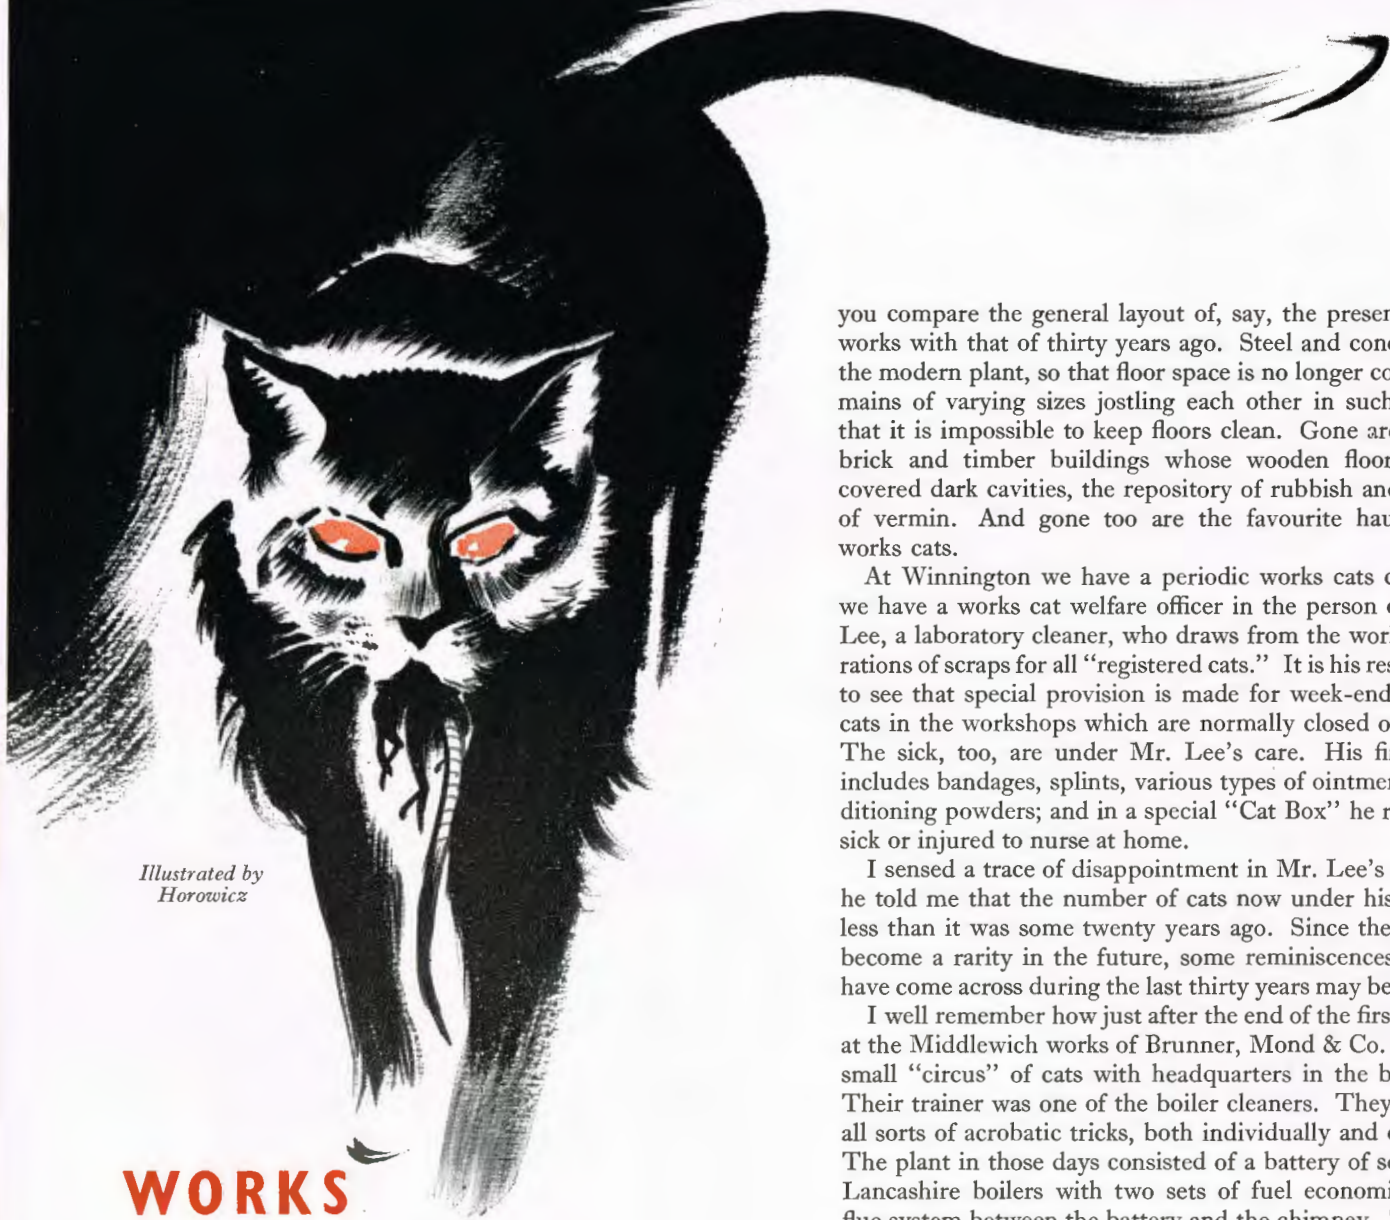 Illustrated by
Horowicz
WORKS
you compare the general layout of, say, the
works with that of thirty years ago. Steel and
the modern plant, so that floor space is no longer
mains of varying sizes jostling each other in such
that it is impossible to keep floors clean. Gone
brick and timber buildings whose wooden
covered dark cavities, the repository of rubbish
of vermin. And gone too are the favourite
works cats.
At Winnington we have a periodic works cats
we have a works cat welfare officer in the person
Lee, a laboratory cleaner, who draws from the
rations of scraps for all "registered cats." It is his
to see that special provision is made for week-end
cats in the workshops which are normally closed
The sick, too, are under Mr. Lee's care. His
includes bandages, splints, various types of
ditioning powders; and in a special "Cat Box" he
sick or injured to nurse at home.
I sensed a trace of disappointment in Mr. Lee's
he told me that the number of cats now under his
less than it was some twenty years ago. Since
become a rarity in the future, some reminiscences
have come across during the last thirty years may be
I well remember how just after the end of the
at the Middlewich works of Brunner, Mond & Co.
small "circus" of cats with headquarters in the
Their trainer was one of the boiler cleaners. They
all sorts of acrobatic tricks, both individually and
The plant in those days consisted of a battery of
Lancashire boilers with two sets of fuel
flue system between the battery and the chimney.